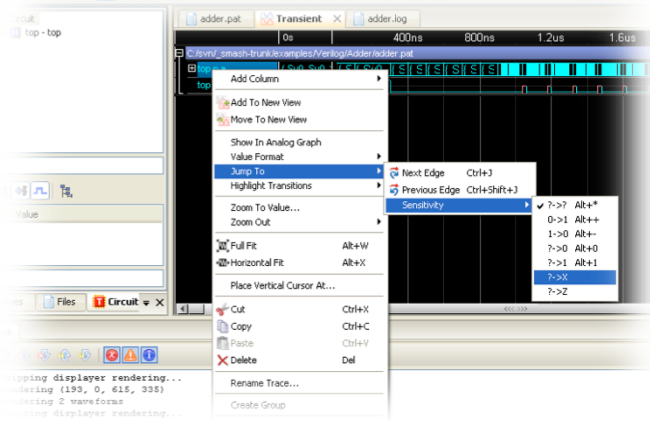 Circuit
top - top
adder.pat
Transient
adder.log
0s
400ns
800ns
1.2us
1.6us
C:/svn/_smash-trunk/examples/Verilog/Adder/adder.pat
top
Add Column
Add To New View
Move To New View
Show In Analog Graph
Value Format
Jump To
Highlight Transitions
Zoom To Value...
Zoom Out
Full Fit Alt+W
Horizontal Fit Alt+X
Place Vertical Cursor At...
Cut Ctrl+X
Copy Ctrl+C
Paste Ctrl+V
Delete Del
Rename Trace...
Create Group
Next Edge Ctrl+J
Previous Edge Ctrl+Shift+J
Sensitivity
?->? Alt+*
0->1 Alt++
1->0 Alt+-
?->0 Alt+0
?->1 Alt+1
?->X
?->Z
Value
Files
Circuit
displayer rendering...
(193, 0, 615, 335)
2 waveforms
displayer rendering...